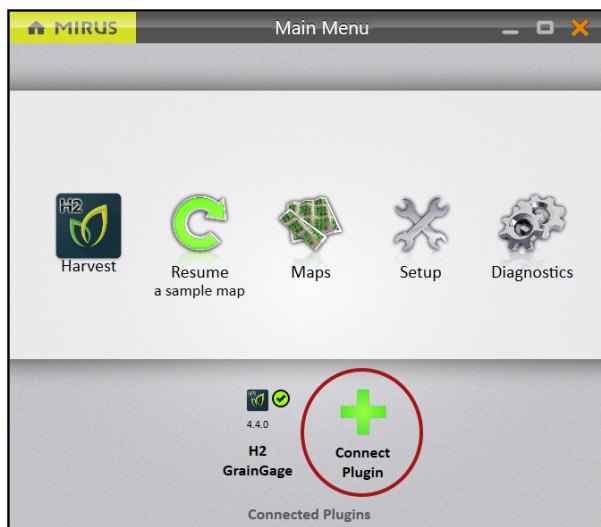 MIRUS
Main Menu
H2
Harvest
Resume
a sample map
Maps
Setup
Diagnostics
4.4.0
H2
GrainGage
Connect
Plugin
Connected Plugins